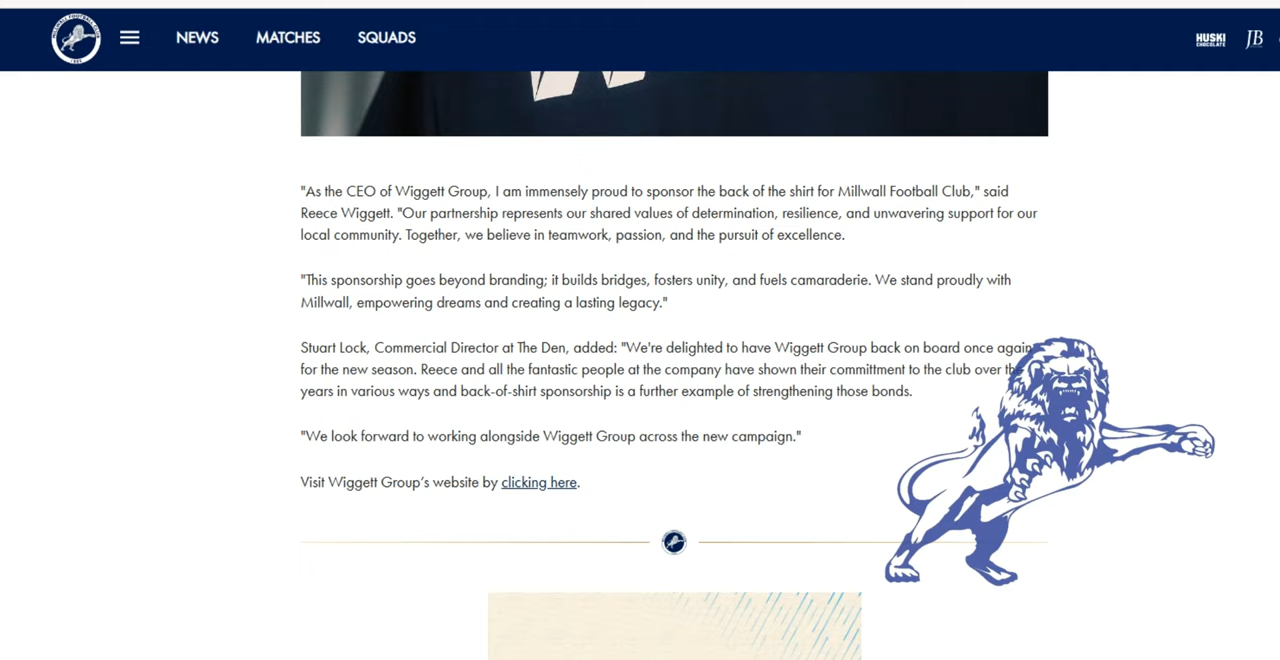 MILLWALL FOOTBALL CLUB
1885
NEWS
MATCHES
SQUADS
HUSKI
CHOCOLATE
JB
"As the CEO of Wiggett Group, I am immensely proud to sponsor the back of the shirt for Millwall Football Club," said
Reece Wiggett. "Our partnership represents our shared values of determination, resilience, and unwavering support for our
local community. Together, we believe in teamwork, passion, and the pursuit of excellence.
"This sponsorship goes beyond branding; it builds bridges, fosters unity, and fuels camaraderie. We stand proudly with
Millwall, empowering dreams and creating a lasting legacy."
Stuart Lock, Commercial Director at The Den, added: "We're delighted to have Wiggett Group back on board once again
for the new season. Reece and all the fantastic people at the company have shown their committment to the club over the
years in various ways and back-of-shirt sponsorship is a further example of strengthening those bonds.
"We look forward to working alongside Wiggett Group across the new campaign."
Visit Wiggett Group's website by clicking here.